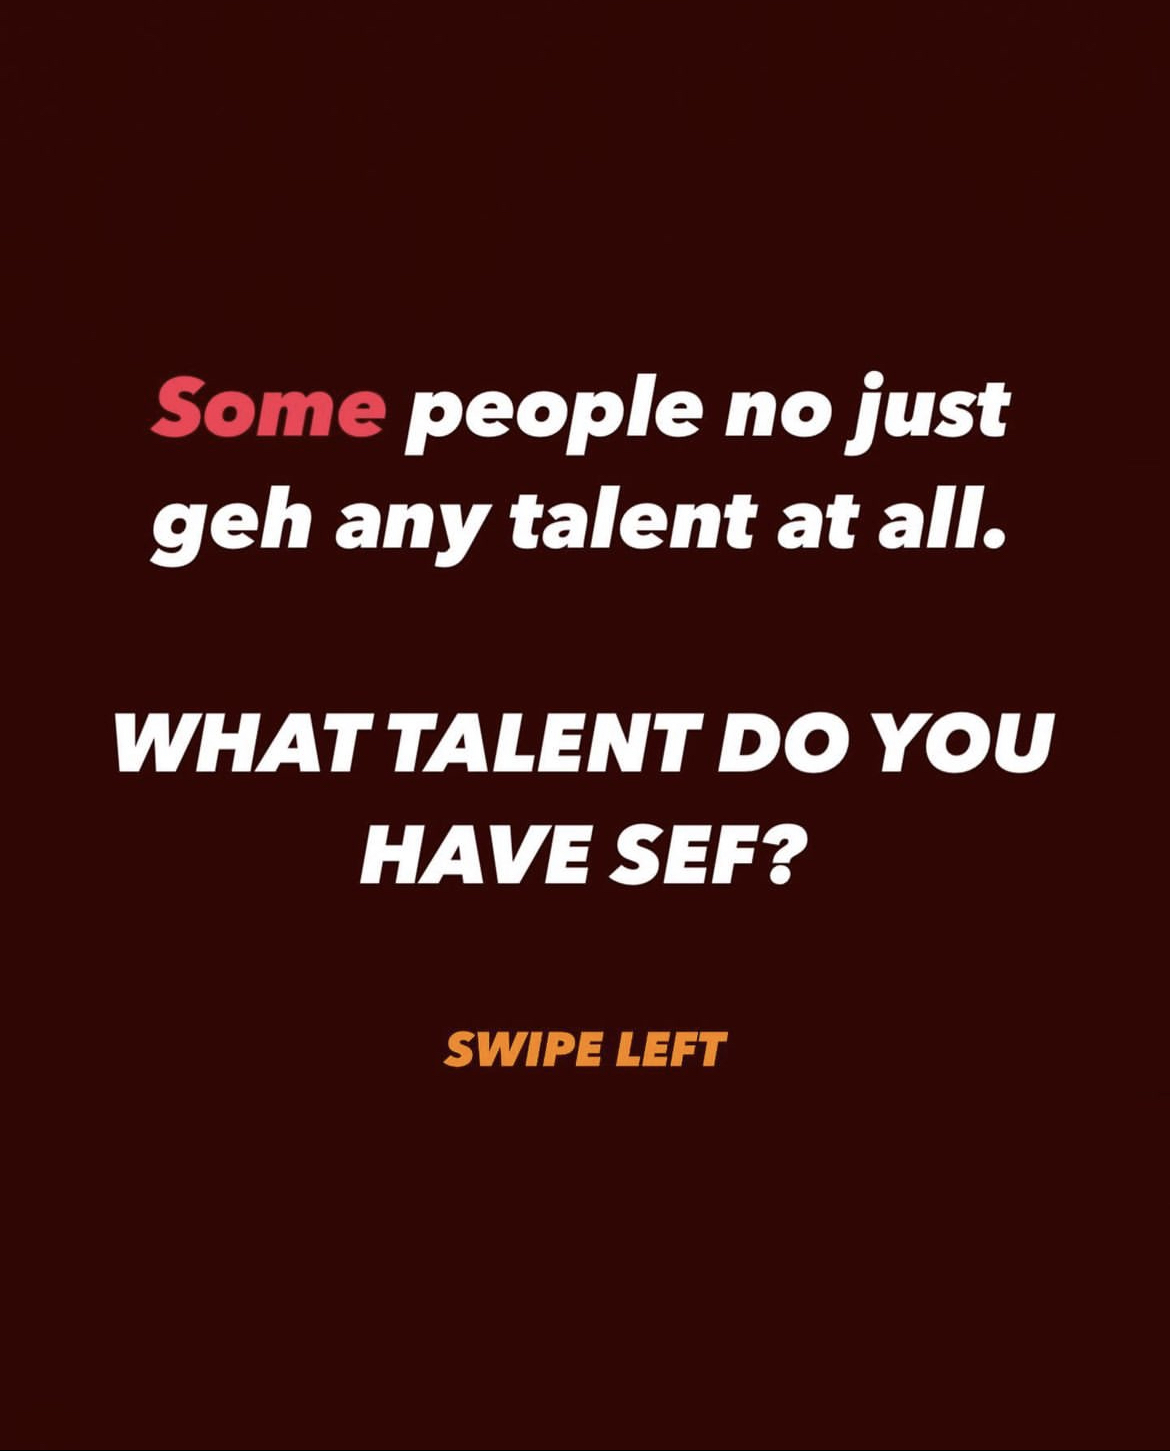 Some people no just
geh any talent at all.
WHAT TALENT DO YOU
HAVE SEF?
SWIPE LEFT